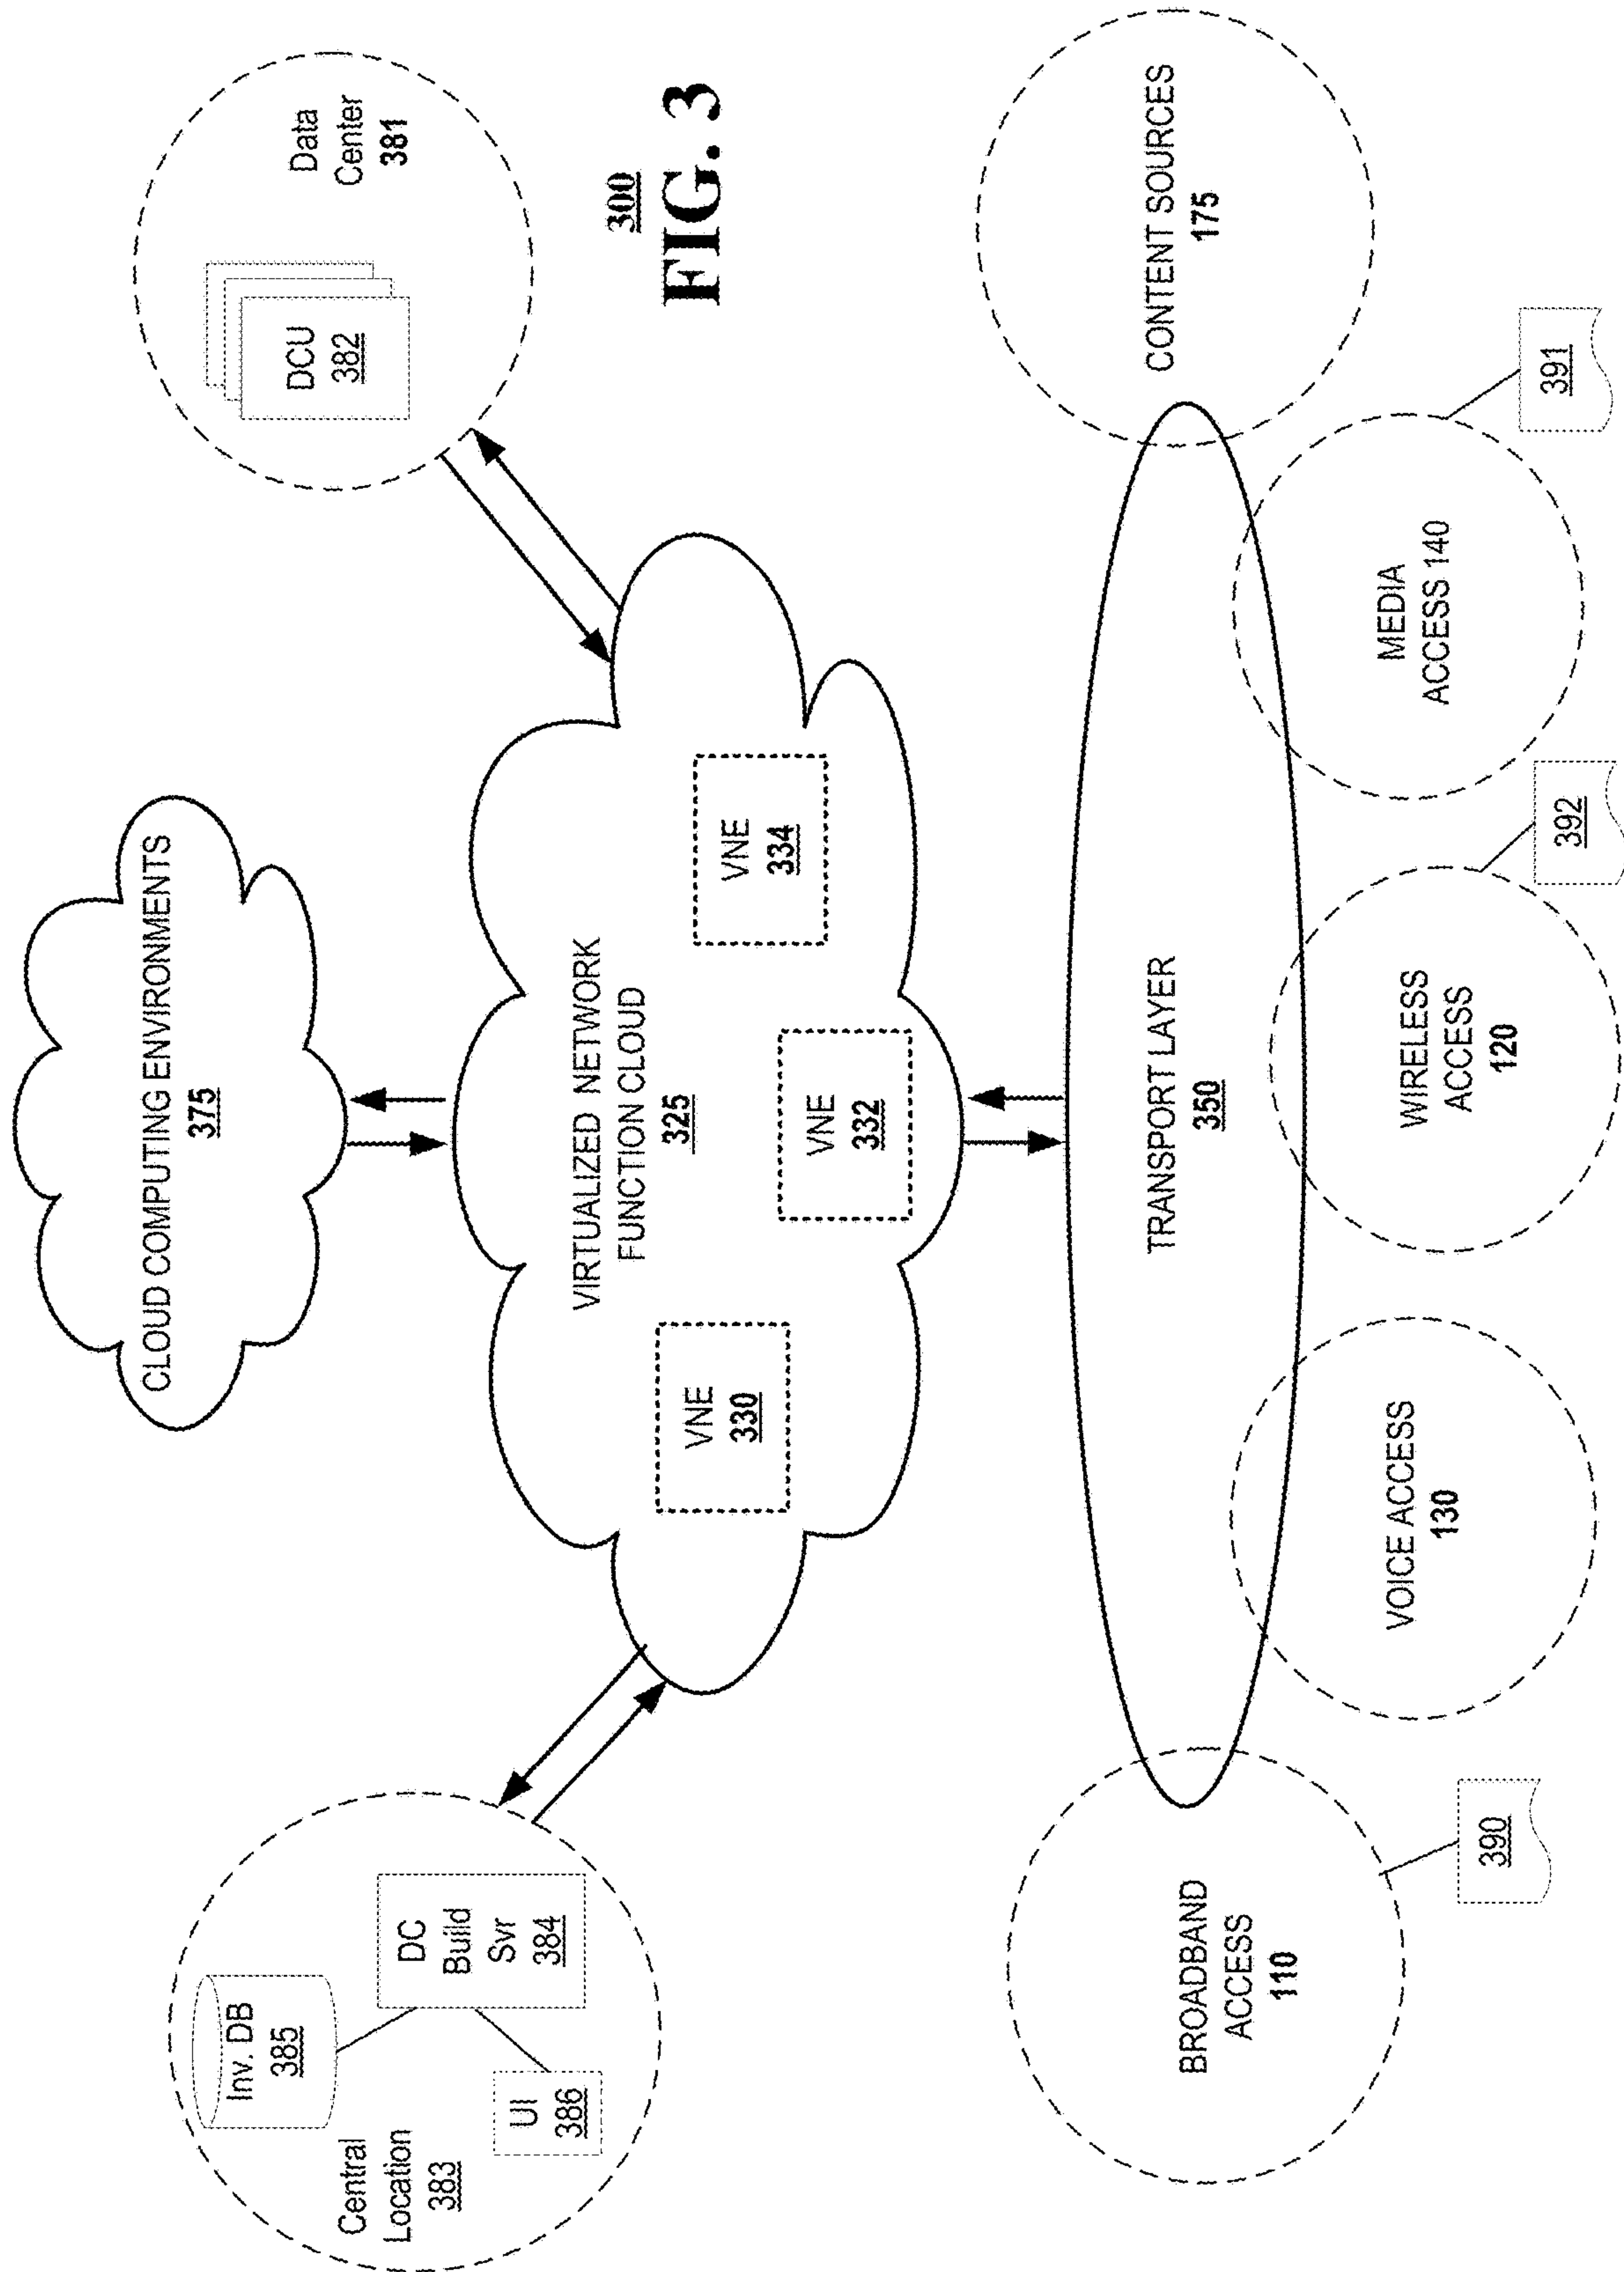 CLOUD COMPUTING ENVIRONMENTS
375
Inv. DB
385
DC
Build
Svr
384
UI
386
Central
Location
383
Data
Center
381
DCU
382
VIRTUALIZED NETWORK
FUNCTION CLOUD
325
VNE
330
VNE
332
VNE
334
300
FIG. 3
TRANSPORT LAYER
350
BROADBAND
ACCESS
110
VOICE ACCESS
130
WIRELESS
ACCESS
120
MEDIA
ACCESS 140
CONTENT SOURCES
175
390
392
391